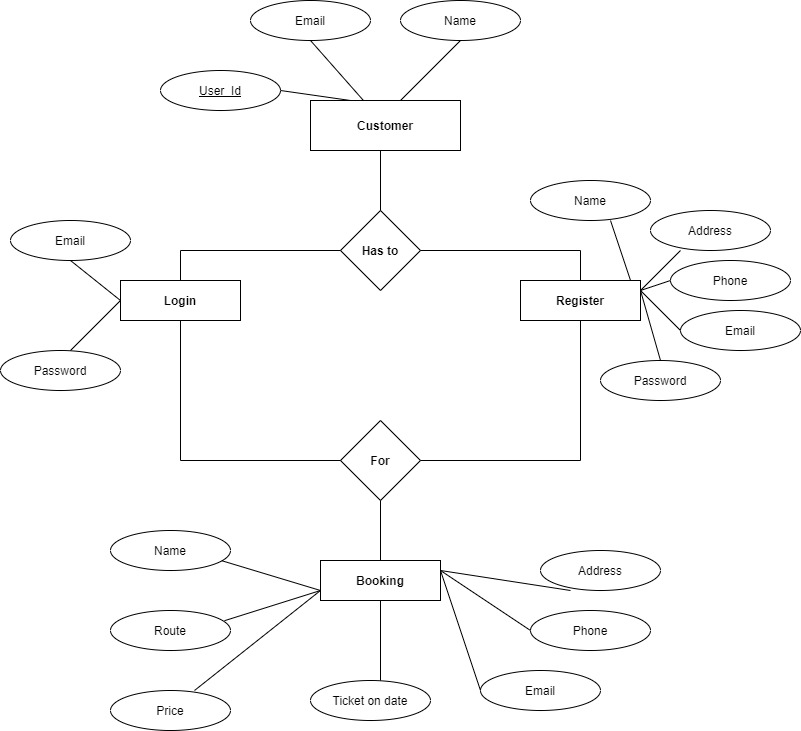 Email
Name
User_Id
Customer
Name
Address
Email
Has to
Phone
Login
Register
Email
Password
Password
For
Name
Address
Booking
Route
Phone
Email
Ticket on date
Price